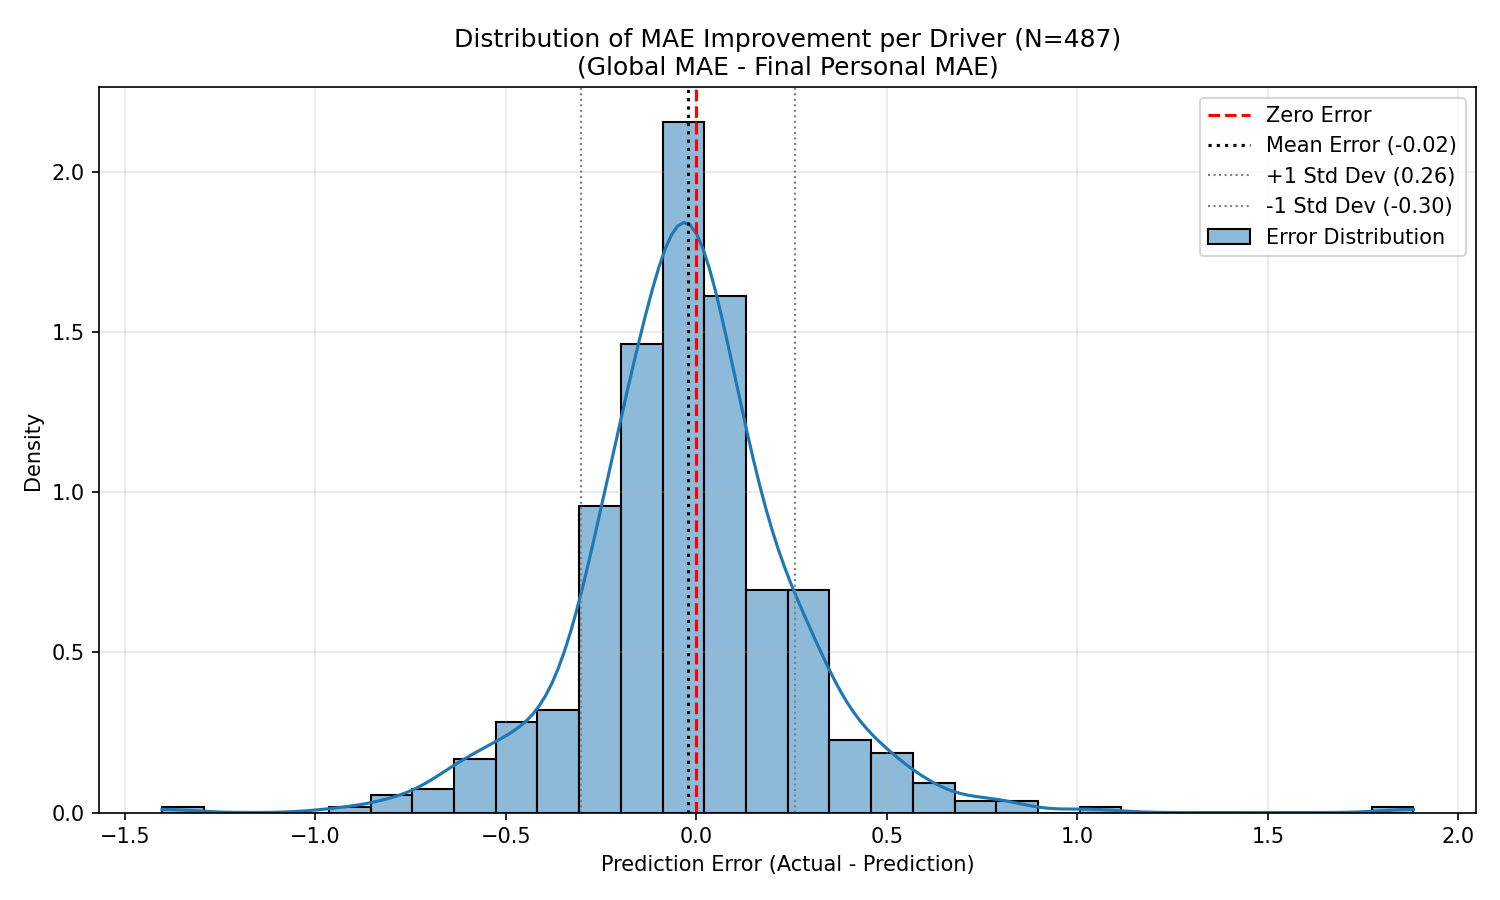 Distribution of MAE Improvement per Driver (N=487)
(Global MAE - Final Personal MAE)
Zero Error
Mean Error (-0.02)
+1 Std Dev (0.26)
-1 Std Dev (-0.30)
Error Distribution
Density
2.0
1.5
1.0
0.5
0.0
−1.5
−1.0
−0.5
0.0
0.5
1.0
1.5
2.0
Prediction Error (Actual - Prediction)